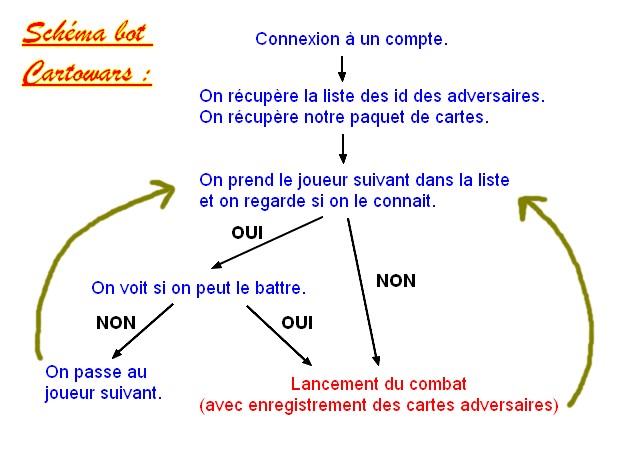 Schéma bot
Cartowars :
Connexion à un compte.
On récupère la liste des id des adversaires.
On récupère notre paquet de cartes.
On prend le joueur suivant dans la liste
et on regarde si on le connait.
OUI
NON
On voit si on peut le battre.
NON
OUI
On passe au
joueur suivant.
Lancement du combat
(avec enregistrement des cartes adversaires)